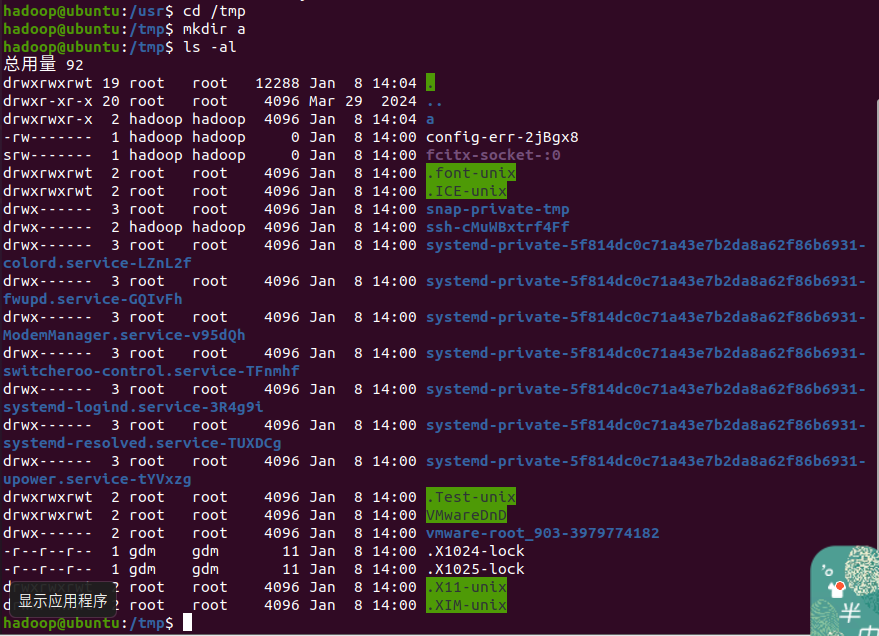 hadoop@ubuntu:/usr$ cd /tmp
hadoop@ubuntu:/tmp$ mkdir a
hadoop@ubuntu:/tmp$ ls -al
总用量 92
drwxrwxrwt 19 root   root   12288 Jan  8 14:04 .
drwxr-xr-x 20 root   root    4096 Mar 29  2024 ..
drwxrwxr-x  2 hadoop hadoop  4096 Jan  8 14:04 a
-rw-------  1 hadoop hadoop     0 Jan  8 14:00 config-err-2jBgx8
srw-------  1 hadoop hadoop     0 Jan  8 14:00 fcitx-socket-:0
drwxrwxrwt  2 root   root    4096 Jan  8 14:00 .font-unix
drwxrwxrwt  2 root   root    4096 Jan  8 14:00 .ICE-unix
drwx------  3 root   root    4096 Jan  8 14:00 snap-private-tmp
drwx------  2 hadoop hadoop  4096 Jan  8 14:00 ssh-cMuWBxtrf4Ff
drwx------  3 root   root    4096 Jan  8 14:00 systemd-private-5f814dc0c71a43e7b2da8a62f86b6931-
colord.service-LZnL2f
drwx------  3 root   root    4096 Jan  8 14:00 systemd-private-5f814dc0c71a43e7b2da8a62f86b6931-
fwupd.service-GQIvFh
drwx------  3 root   root    4096 Jan  8 14:00 systemd-private-5f814dc0c71a43e7b2da8a62f86b6931-
ModemManager.service-v95dQh
drwx------  3 root   root    4096 Jan  8 14:00 systemd-private-5f814dc0c71a43e7b2da8a62f86b6931-
switcheroo-control.service-TFnmhf
drwx------  3 root   root    4096 Jan  8 14:00 systemd-private-5f814dc0c71a43e7b2da8a62f86b6931-
systemd-logind.service-3R4g9i
drwx------  3 root   root    4096 Jan  8 14:00 systemd-private-5f814dc0c71a43e7b2da8a62f86b6931-
systemd-resolved.service-TUXDCg
drwx------  3 root   root    4096 Jan  8 14:00 systemd-private-5f814dc0c71a43e7b2da8a62f86b6931-
upower.service-tYVxzg
drwxrwxrwt  2 root   root    4096 Jan  8 14:00 .Test-unix
drwxrwxrwt  2 root   root    4096 Jan  8 14:00 VMwareDnD
drwx------  2 root   root    4096 Jan  8 14:00 vmware-root_903-3979774182
-r--r--r--  1 gdm    gdm       11 Jan  8 14:00 .X1024-lock
-r--r--r--  1 gdm    gdm       11 Jan  8 14:00 .X1025-lock
2 root   root    4096 Jan  8 14:00 .X11-unix
显示应用程序
2 root   root    4096 Jan  8 14:00 .XIM-unix
hadoop@ubuntu:/tmp$
半